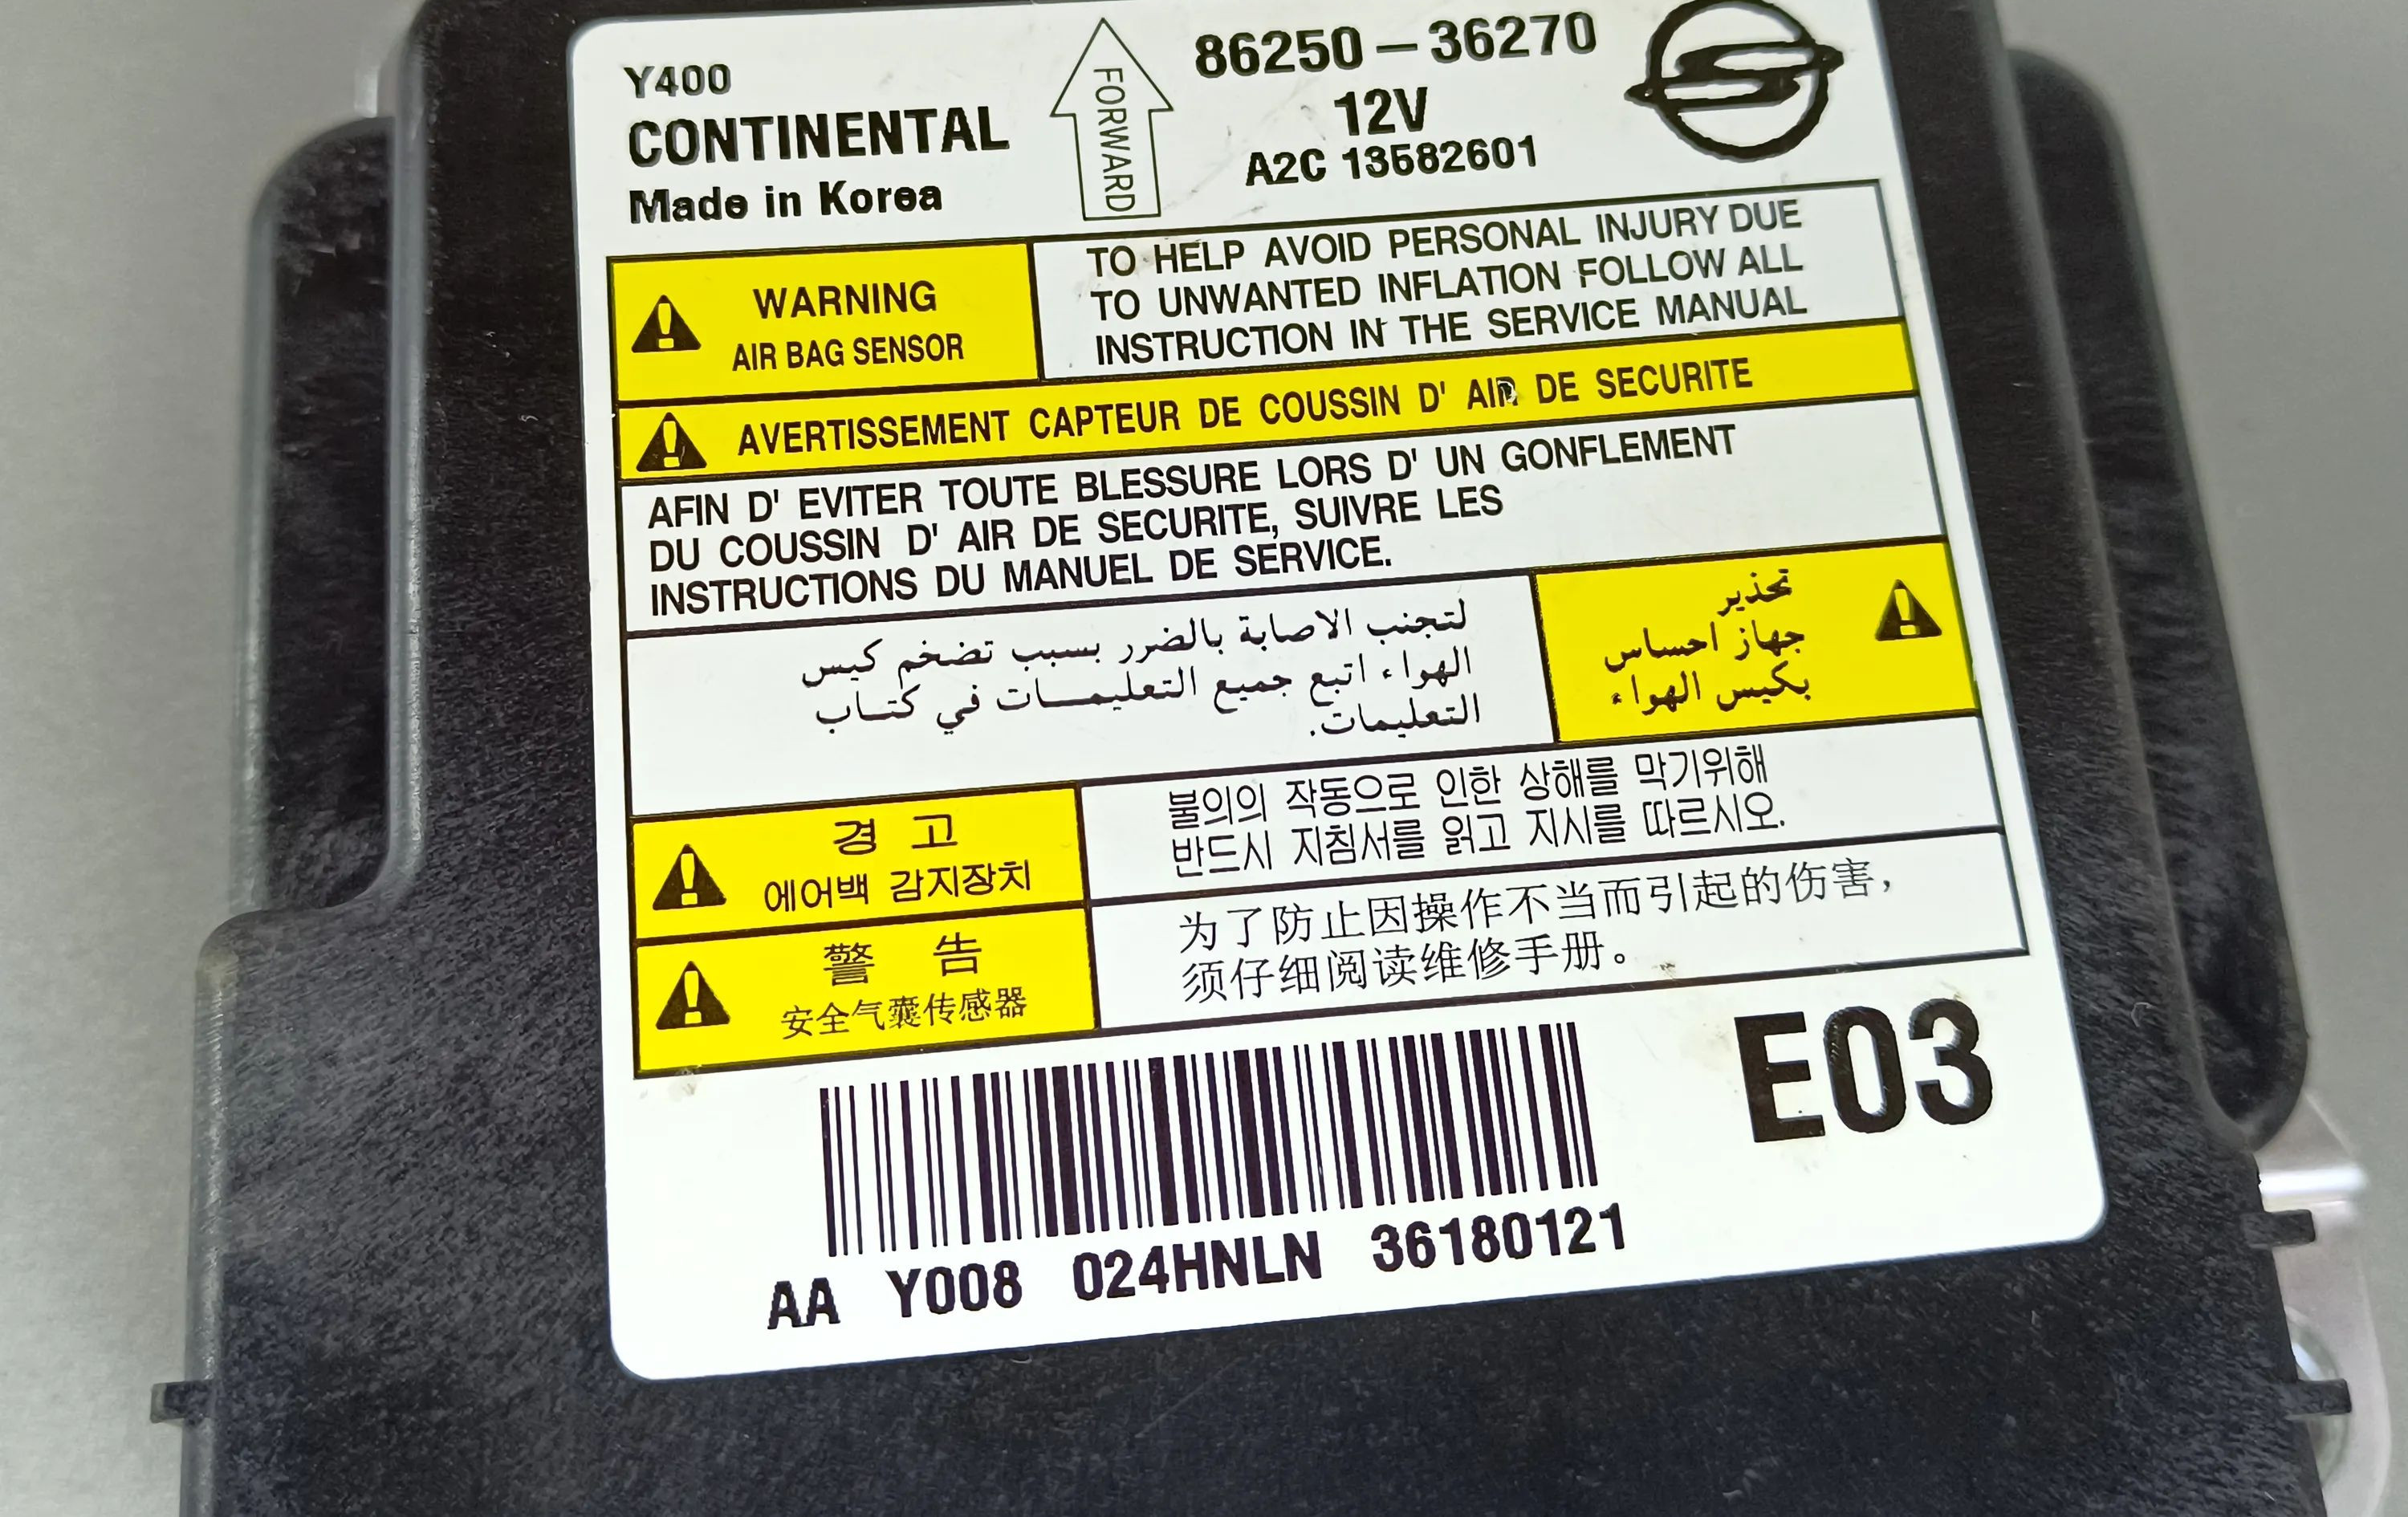 Y400
CONTINENTAL
Made in Korea
FORWARD
86250-36270
12V
A2C 13582601
WARNING
AIR BAG SENSOR
TO HELP AVOID PERSONAL INJURY DUE
TO UNWANTED INFLATION FOLLOW ALL
INSTRUCTION IN THE SERVICE MANUAL
AVERTISSEMENT CAPTEUR DE COUSSIN D' AIR DE SECURITE
AFIN D' EVITER TOUTE BLESSURE LORS D' UN GONFLEMENT
DU COUSSIN D' AIR DE SECURITE, SUIVRE LES
INSTRUCTIONS DU MANUEL DE SERVICE.
تحذير
جهاز احساس
بكيس الهواء
لتجنب الاصابة بالضرر بسبب تضخم كيس
الهواء اتبع جميع التعليمــات في كتــاب
التعليمات.
경 고
에어백 감지장치
불의의 작동으로 인한 상해를 막기위해
반드시 지침서를 읽고 지시를 따르시오.
警 告
安全气囊传感器
为了防止因操作不当而引起的伤害，
须仔细阅读维修手册。
E03
AA Y008 024HNLN 36180121